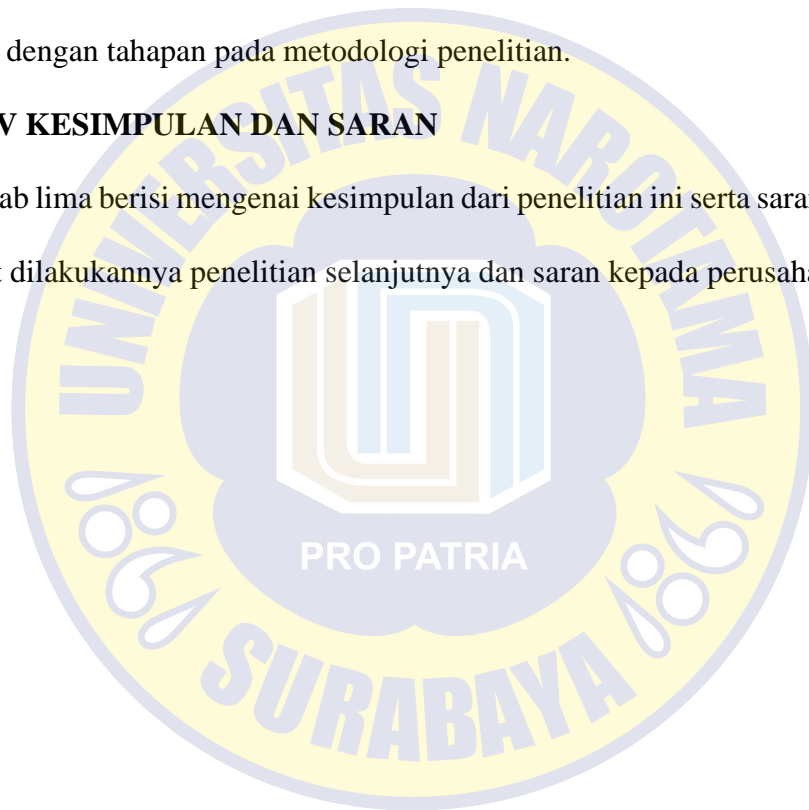 dengan tahapan pada metodologi penelitian.
V KESIMPULAN DAN SARAN
ab lima berisi mengenai kesimpulan dari penelitian ini serta saran
dilakukannya penelitian selanjutnya dan saran kepada perusaha
UNIVERSITAS NAROTAMA
PRO PATRIA
SURABAYA